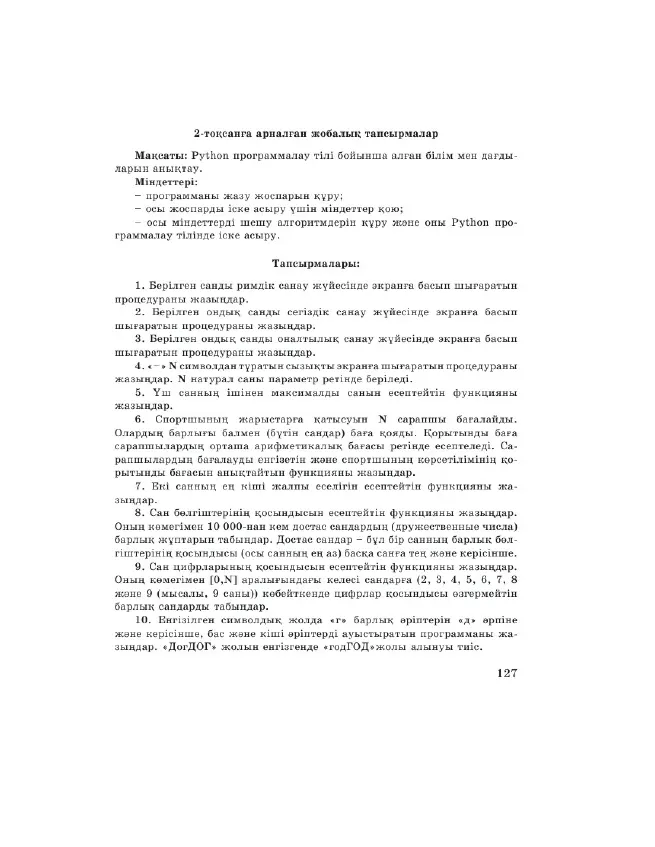 2-тоқсанға арналған жобалық тапсырмалар
Мақсаты: Python программалау тілі бойынша алған білім мен дағды-
ларын анықтау.
Міндеттері:
– программаны жазу жоспарын құру;
– осы жоспарды іске асыру үшін міндеттер қою;
– осы міндеттерді шешу алгоритмдерін құру және оны Python про-
граммалау тілінде іске асыру.
Тапсырмалары:
1. Берілген санды римдік санау жүйесінде экранға басып шығаратын
процедураны жазыңдар.
2. Берілген ондық санды сегіздік санау жүйесінде экранға басып
шығаратын процедураны жазыңдар.
3. Берілген ондық санды оналтылық санау жүйесінде экранға басып
шығаратын процедураны жазыңдар.
4. «–» N символдан тұратын сызықты экранға шығаратын процедураны
жазыңдар. N натурал саны параметр ретінде беріледі.
5. Үш санның ішінен максималды санын есептейтін функцияны
жазыңдар.
6. Спортшының жарыстарға қатысуын N сарапшы бағалайды.
Олардың барлығы балмен (бүтін сандар) баға қояды. Қорытынды баға
сарапшылардың орташа арифметикалық бағасы ретінде есептеледі. Са-
рапшылардың бағалауды енгізетін және спортшының көрсетілімінің қо-
рытынды бағасын анықтайтын функцияны жазыңдар.
7. Екі санның ең кіші жалпы еселігін есептейтін функцияны жа-
зыңдар.
8. Сан бөлгіштерінің қосындысын есептейтін функцияны жазыңдар.
Оның көмегімен 10 000-нан кем достас сандардың (дружественные числа)
барлық жұптарын табыңдар. Достас сандар – бұл бір санның барлық бөл-
гіштерінің қосындысы (осы санның ең аз) басқа санға тең және керісінше.
9. Сан цифрларының қосындысын есептейтін функцияны жазыңдар.
Оның көмегімен [0,N] аралығындағы келесі сандарға (2, 3, 4, 5, 6, 7, 8
және 9 (мысалы, 9 саны)) көбейткенде цифрлар қосындысы өзгермейтін
барлық сандарды табыңдар.
10. Енгізілген символдық жолда «г» барлық әріптерін «д» әрпіне
және керісінше, бас және кіші әріптерді ауыстыратын программаны жа-
зыңдар. «ДогДОГ» жолын енгізгенде «годГОД»жолы алынуы тиіс.
127